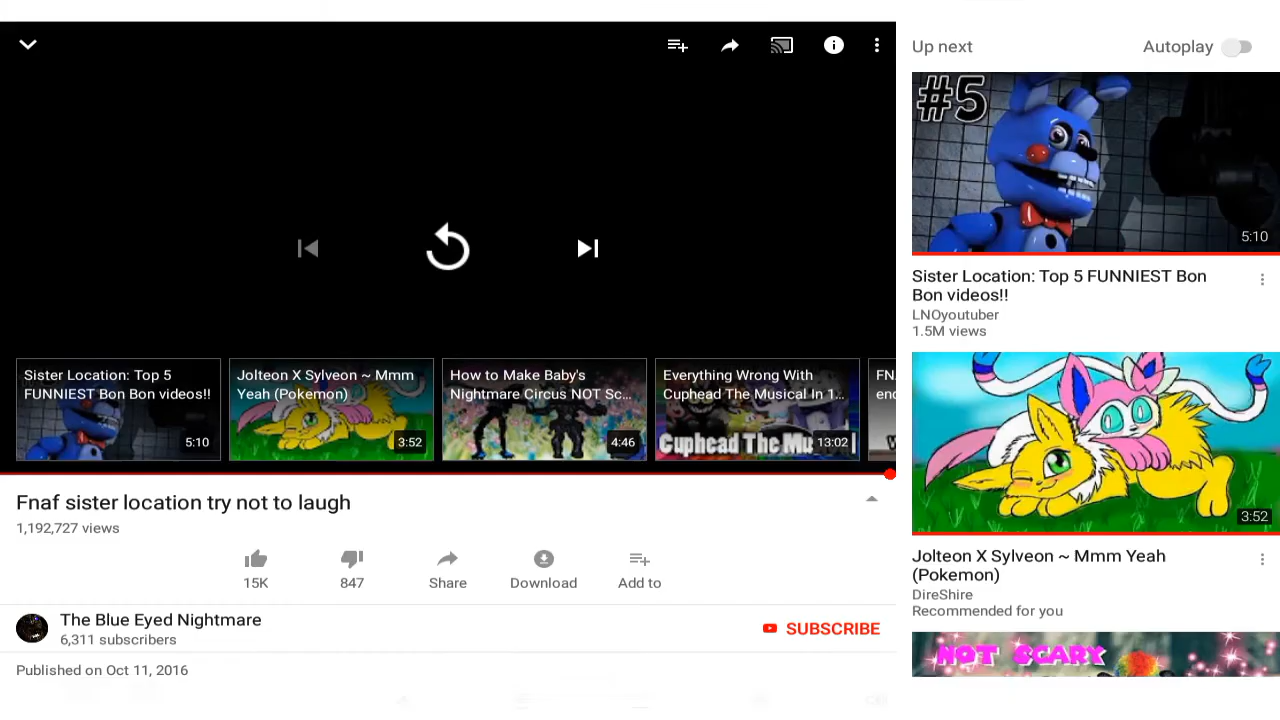 Up next
Autoplay
#5
5:10
Sister Location: Top 5 FUNNIEST Bon
Bon videos!!
LNOyoutuber
1.5M views
3:52
Jolteon X Sylveon ~ Mmm Yeah
(Pokemon)
DireShire
Recommended for you
NOT SCARY
Sister Location: Top 5
FUNNIEST Bon Bon videos!!
5:10
Jolteon X Sylveon ~ Mmm
Yeah (Pokemon)
3:52
How to Make Baby's
Nightmare Circus NOT Sc...
4:46
Everything Wrong With
Cuphead The Musical In 1...
Cuphead The Mu
13:02
FN
enc
Fnaf sister location try not to laugh
1,192,727 views
15K
847
Share
Download
Add to
The Blue Eyed Nightmare
6,311 subscribers
SUBSCRIBE
Published on Oct 11, 2016